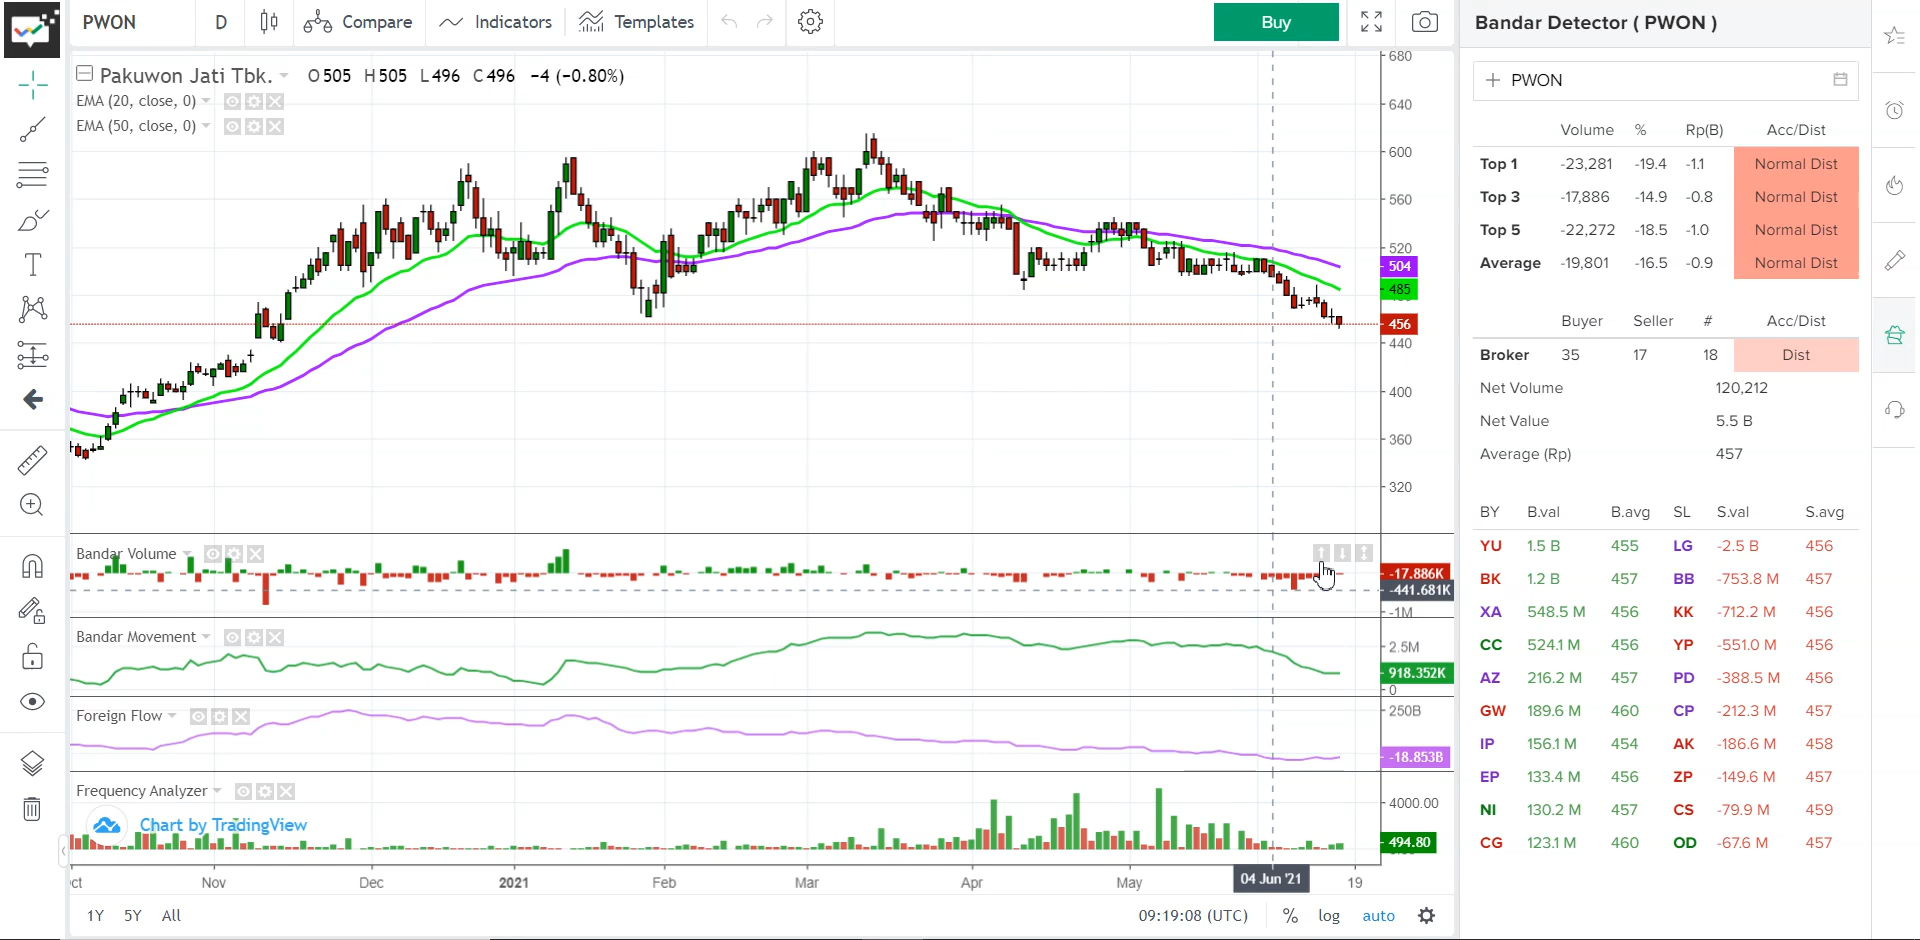 PWON D Compare Indicators Templates Buy
Pakuwon Jati Tbk. O505 H505 L496 C496 −4 (−0.80%)
EMA (20, close, 0)
EMA (50, close, 0)
680
640
600
560
520
504
485
456
440
400
360
320
Bandar Volume
-17.886K
-441.681K
-1M
Bandar Movement
2.5M
918.352K
0
Foreign Flow
250B
-18.853B
Frequency Analyzer
4000.00
494.80
Chart by TradingView
Nov Dec 2021 Feb Mar Apr May 04 Jun '21 19
1Y 5Y All 09:19:08 (UTC) % log auto
Bandar Detector ( PWON )
PWON
Volume % Rp(B) Acc/Dist
Top 1 -23,281 -19.4 -1.1 Normal Dist
Top 3 -17,886 -14.9 -0.8 Normal Dist
Top 5 -22,272 -18.5 -1.0 Normal Dist
Average -19,801 -16.5 -0.9 Normal Dist
Buyer Seller # Acc/Dist
Broker 35 17 18 Dist
Net Volume 120,212
Net Value 5.5 B
Average (Rp) 457
BY B.val B.avg SL S.val S.avg
YU 1.5 B 455 LG -2.5 B 456
BK 1.2 B 457 BB -753.8 M 457
XA 548.5 M 456 KK -712.2 M 456
CC 524.1 M 456 YP -551.0 M 456
AZ 216.2 M 457 PD -388.5 M 456
GW 189.6 M 460 CP -212.3 M 457
IP 156.1 M 454 AK -186.6 M 458
EP 133.4 M 456 ZP -149.6 M 457
NI 130.2 M 457 CS -79.9 M 459
CG 123.1 M 460 OD -67.6 M 457